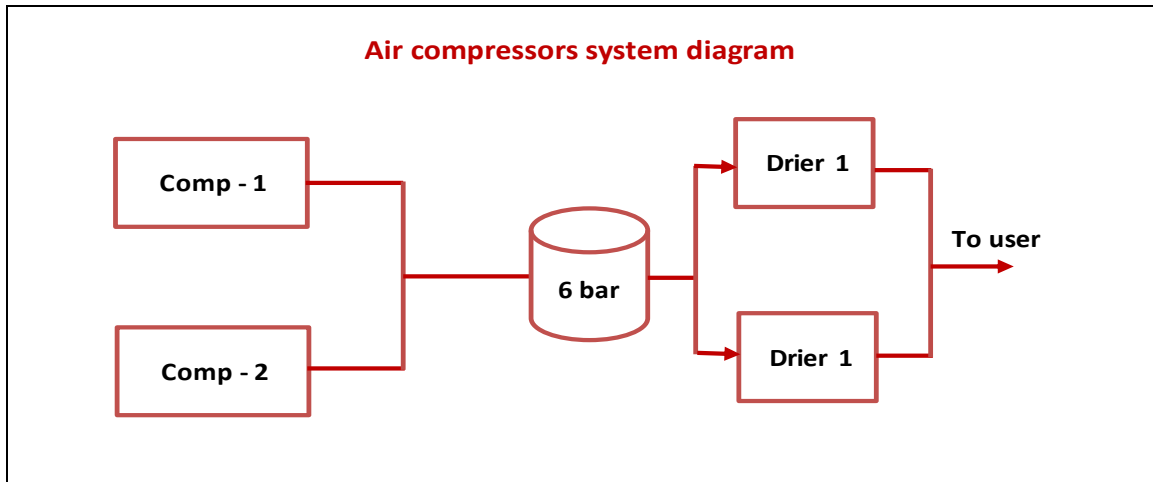 Air compressors system diagram
Comp - 1
Drier 1
To user
6 bar
Comp - 2
Drier 1